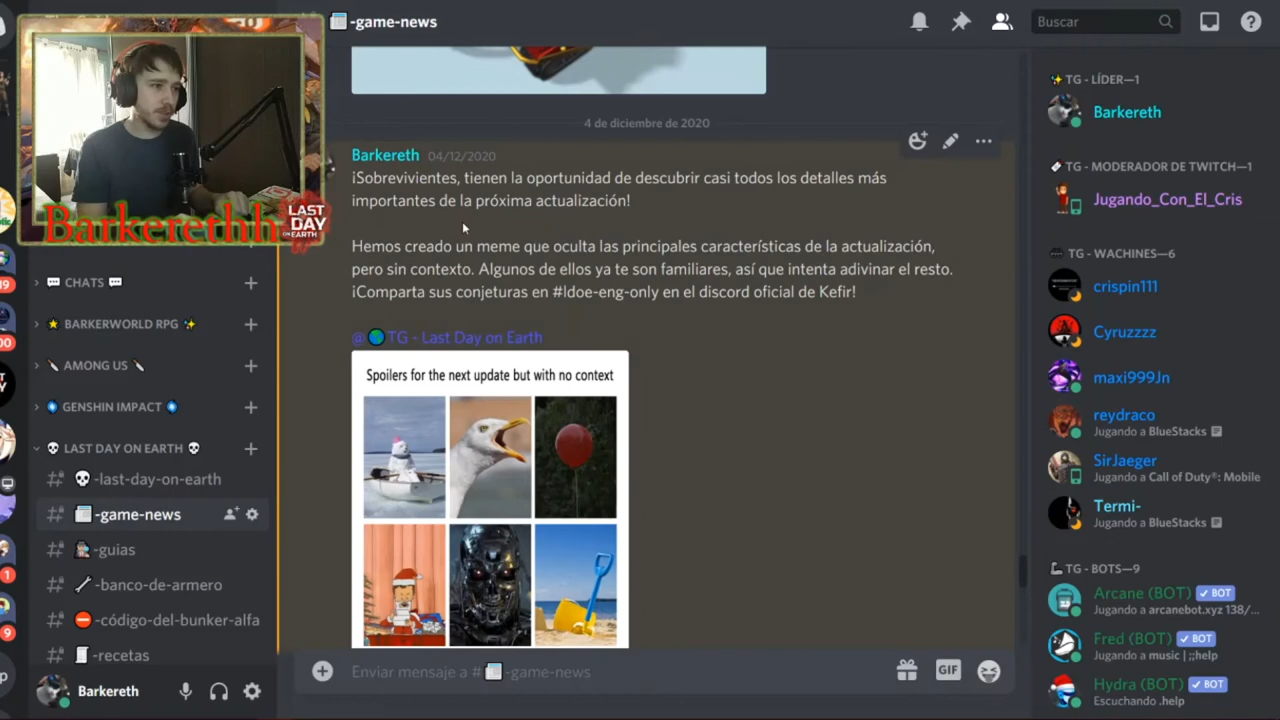 -game-news
Buscar
4 de diciembre de 2020
Barkereth 04/12/2020
¡Sobrevivientes, tienen la oportunidad de descubrir casi todos los detalles más
importantes de la próxima actualización!
Hemos creado un meme que oculta las principales características de la actualización,
pero sin contexto. Algunos de ellos ya te son familiares, así que intenta adivinar el resto.
¡Comparta sus conjeturas en #ldoe-eng-only en el discord oficial de Kefir!
@ TG - Last Day on Earth
Spoilers for the next update but with no context
Enviar mensaje a # -game-news
GIF
Barkerethh
LAST
DAY
ON EARTH
CHATS
BARKERWORLD RPG
AMONG US
GENSHIN IMPACT
LAST DAY ON EARTH
-last-day-on-earth
-game-news
-guias
-banco-de-armero
-código-del-bunker-alfa
-recetas
Barkereth
TG - LÍDER—1
Barkereth
TG - MODERADOR DE TWITCH—1
Jugando_Con_El_Cris
TG - WACHINES—6
crispin111
Cyruzzzz
maxi999Jn
reydraco
Jugando a BlueStacks
SirJaeger
Jugando a Call of Duty®: Mobile
Termi-
Jugando a BlueStacks
TG - BOTS—9
Arcane (BOT) ✓ BOT
Jugando a arcanebot.xyz 138/...
Fred (BOT) ✓ BOT
Jugando a music | ;;help
Hydra (BOT) ✓ BOT
Escuchando .help